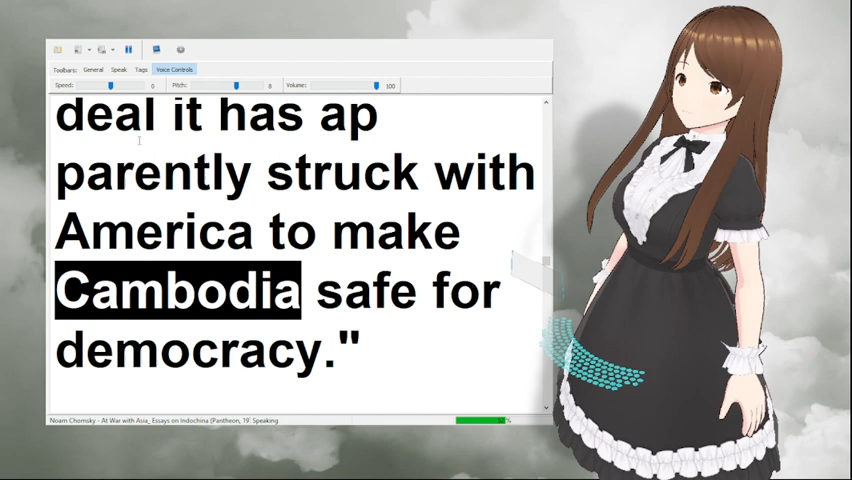 Toolbars: General Speak Tags Voice Controls
Speed: 0 Pitch: 8 Volume: 100
deal it has ap
parently struck with
America to make
Cambodia safe for
democracy."
Noam Chomsky - At War with Asia_ Essays on Indochina (Pantheon, 19 Speaking